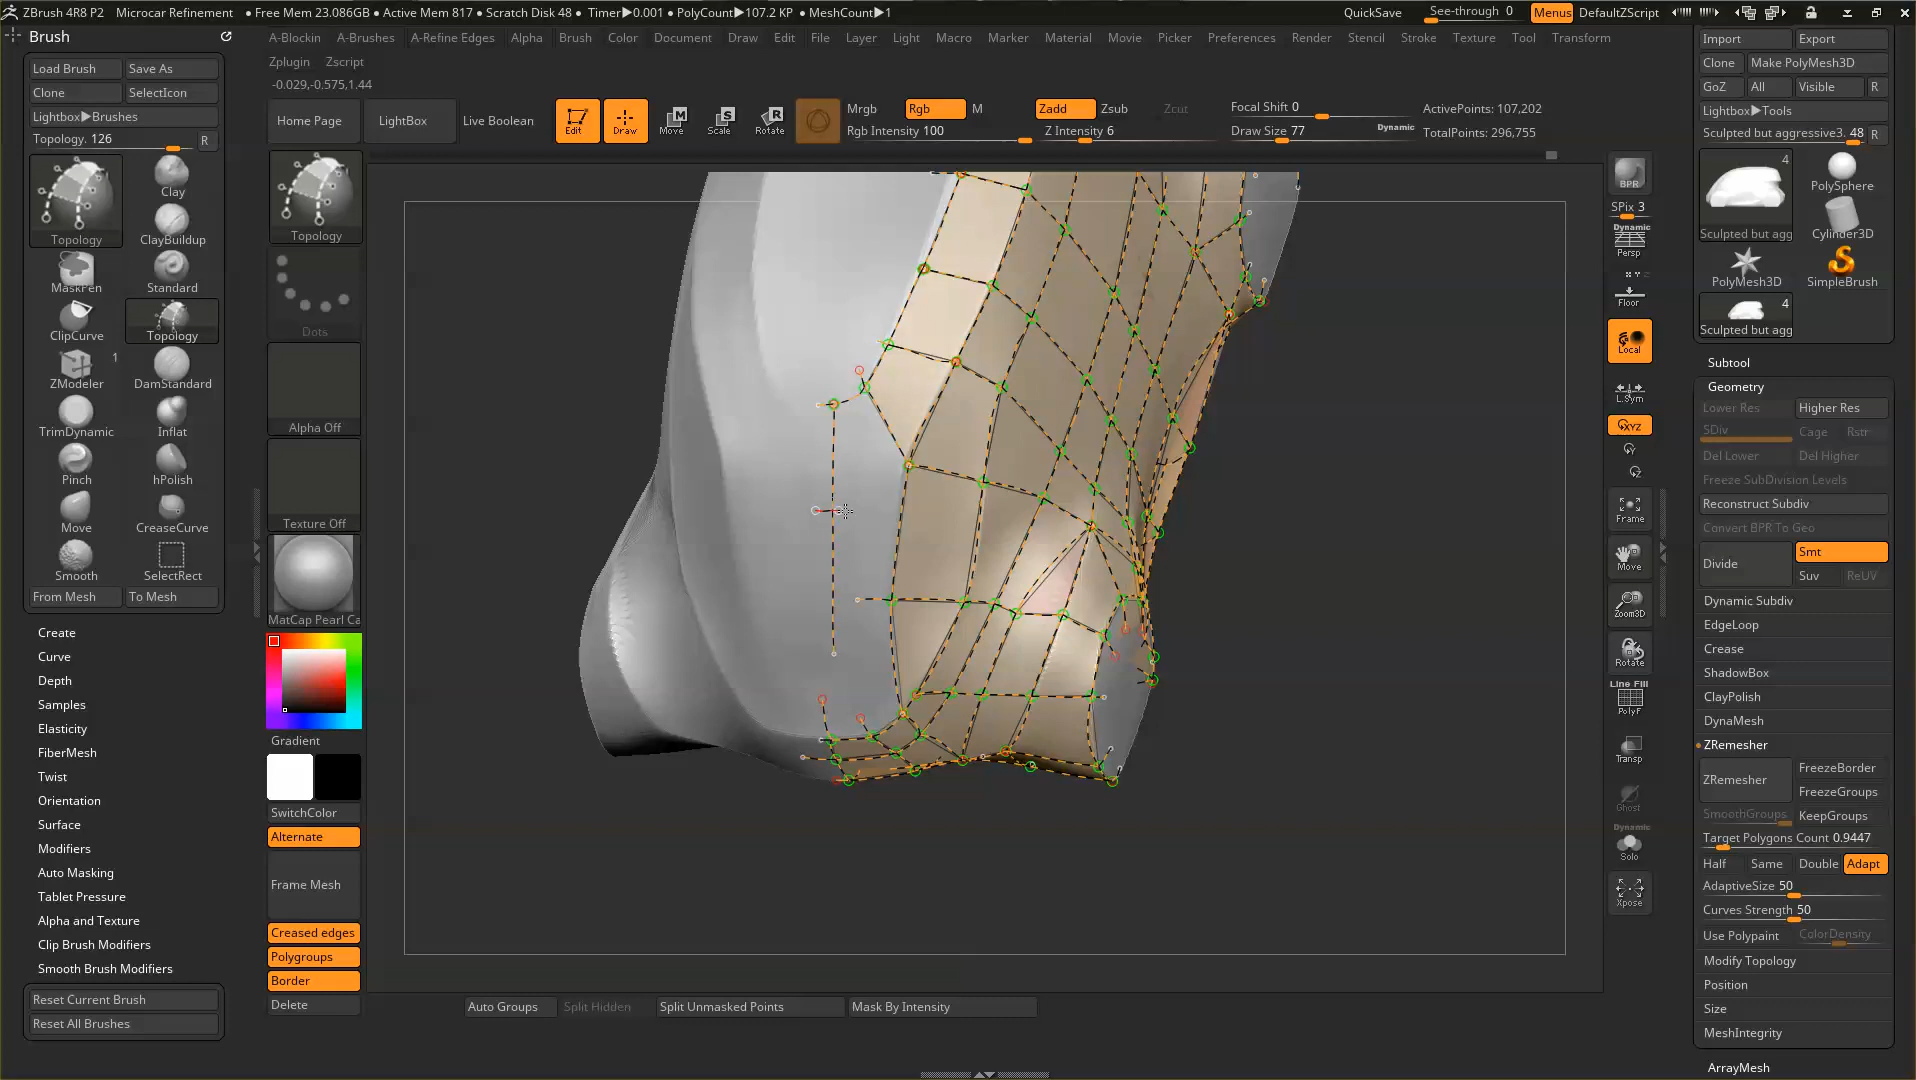 ZBrush 4R8 P2 Microcar Refinement • Free Mem 23.086GB • Active Mem 817 • Scratch Disk 48 • Timer▶0.001 • PolyCount▶107.2 KP • MeshCount▶1 QuickSave See-through 0 Menus DefaultZScript
Brush
A-Blockin A-Brushes A-Refine Edges Alpha Brush Color Document Draw Edit File Layer Light Macro Marker Material Movie Picker Preferences Render Stencil Stroke Texture Tool Transform
Zplugin Zscript
-0.029,-0.575,1.44
Load Brush Save As
Clone SelectIcon
Lightbox▶Brushes
Topology. 126 R
Topology
Clay
ClayBuildup
MaskPen Standard
ClipCurve Topology
1
ZModeler DamStandard
TrimDynamic Inflat
Pinch hPolish
Move CreaseCurve
Smooth SelectRect
From Mesh To Mesh
Create
Curve
Depth
Samples
Elasticity
FiberMesh
Twist
Orientation
Surface
Modifiers
Auto Masking
Tablet Pressure
Alpha and Texture
Clip Brush Modifiers
Smooth Brush Modifiers
Reset Current Brush
Reset All Brushes
Home Page LightBox Live Boolean
Edit Draw Move Scale Rotate
Mrgb Rgb M
Rgb Intensity 100
Zadd Zsub Zcut
Z Intensity 6
Focal Shift 0
Draw Size 77 Dynamic
ActivePoints: 107,202
TotalPoints: 296,755
Topology
Dots
Alpha Off
Texture Off
MatCap Pearl Ca
Gradient
SwitchColor
Alternate
Frame Mesh
Creased edges
Polygroups
Border
Delete
Auto Groups Split Hidden Split Unmasked Points Mask By Intensity
BPR
SPix 3
Dynamic
Persp
Floor
Local
L.Sym
XYZ
Frame
Move
Zoom3D
Rotate
Line Fill
PolyF
Transp
Ghost
Dynamic
Solo
Xpose
Import Export
Clone Make PolyMesh3D
GoZ All Visible R
Lightbox▶Tools
Sculpted but aggressive3. 48 R
4
Sculpted but agg
PolySphere
Cylinder3D
PolyMesh3D SimpleBrush
4
Sculpted but agg
Subtool
Geometry
Lower Res Higher Res
SDiv Cage Rstr
Del Lower Del Higher
Freeze SubDivision Levels
Reconstruct Subdiv
Convert BPR To Geo
Divide Smt
Suv ReUV
Dynamic Subdiv
EdgeLoop
Crease
ShadowBox
ClayPolish
DynaMesh
ZRemesher
ZRemesher FreezeBorder
FreezeGroups
SmoothGroups KeepGroups
Target Polygons Count 0.9447
Half Same Double Adapt
AdaptiveSize 50
Curves Strength 50
Use Polypaint ColorDensity
Modify Topology
Position
Size
MeshIntegrity
ArrayMesh